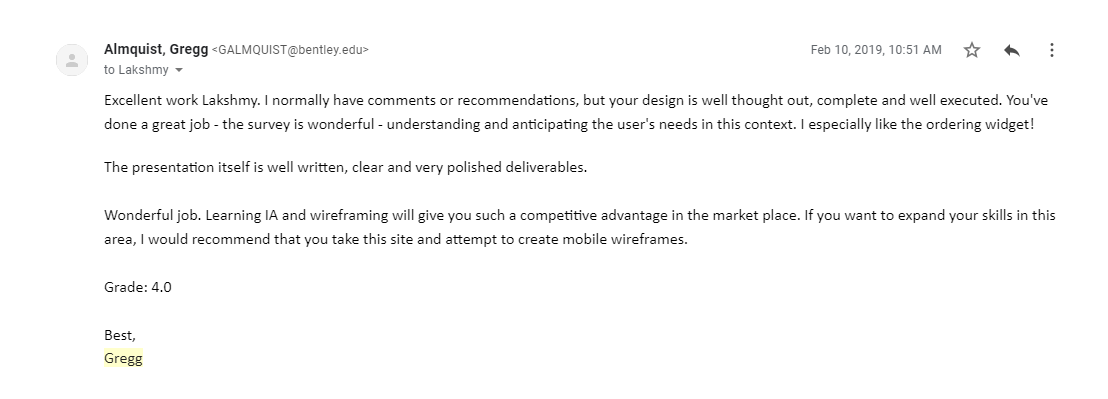 Almquist, Gregg <GALMQUIST@bentley.edu>
Feb 10, 2019, 10:51 AM
to Lakshmy
Excellent work Lakshmy. I normally have comments or recommendations, but your design is well thought out, complete and well executed. You've
done a great job - the survey is wonderful - understanding and anticipating the user's needs in this context. I especially like the ordering widget!
The presentation itself is well written, clear and very polished deliverables.
Wonderful job. Learning IA and wireframing will give you such a competitive advantage in the market place. If you want to expand your skills in this
area, I would recommend that you take this site and attempt to create mobile wireframes.
Grade: 4.0
Best,
Gregg